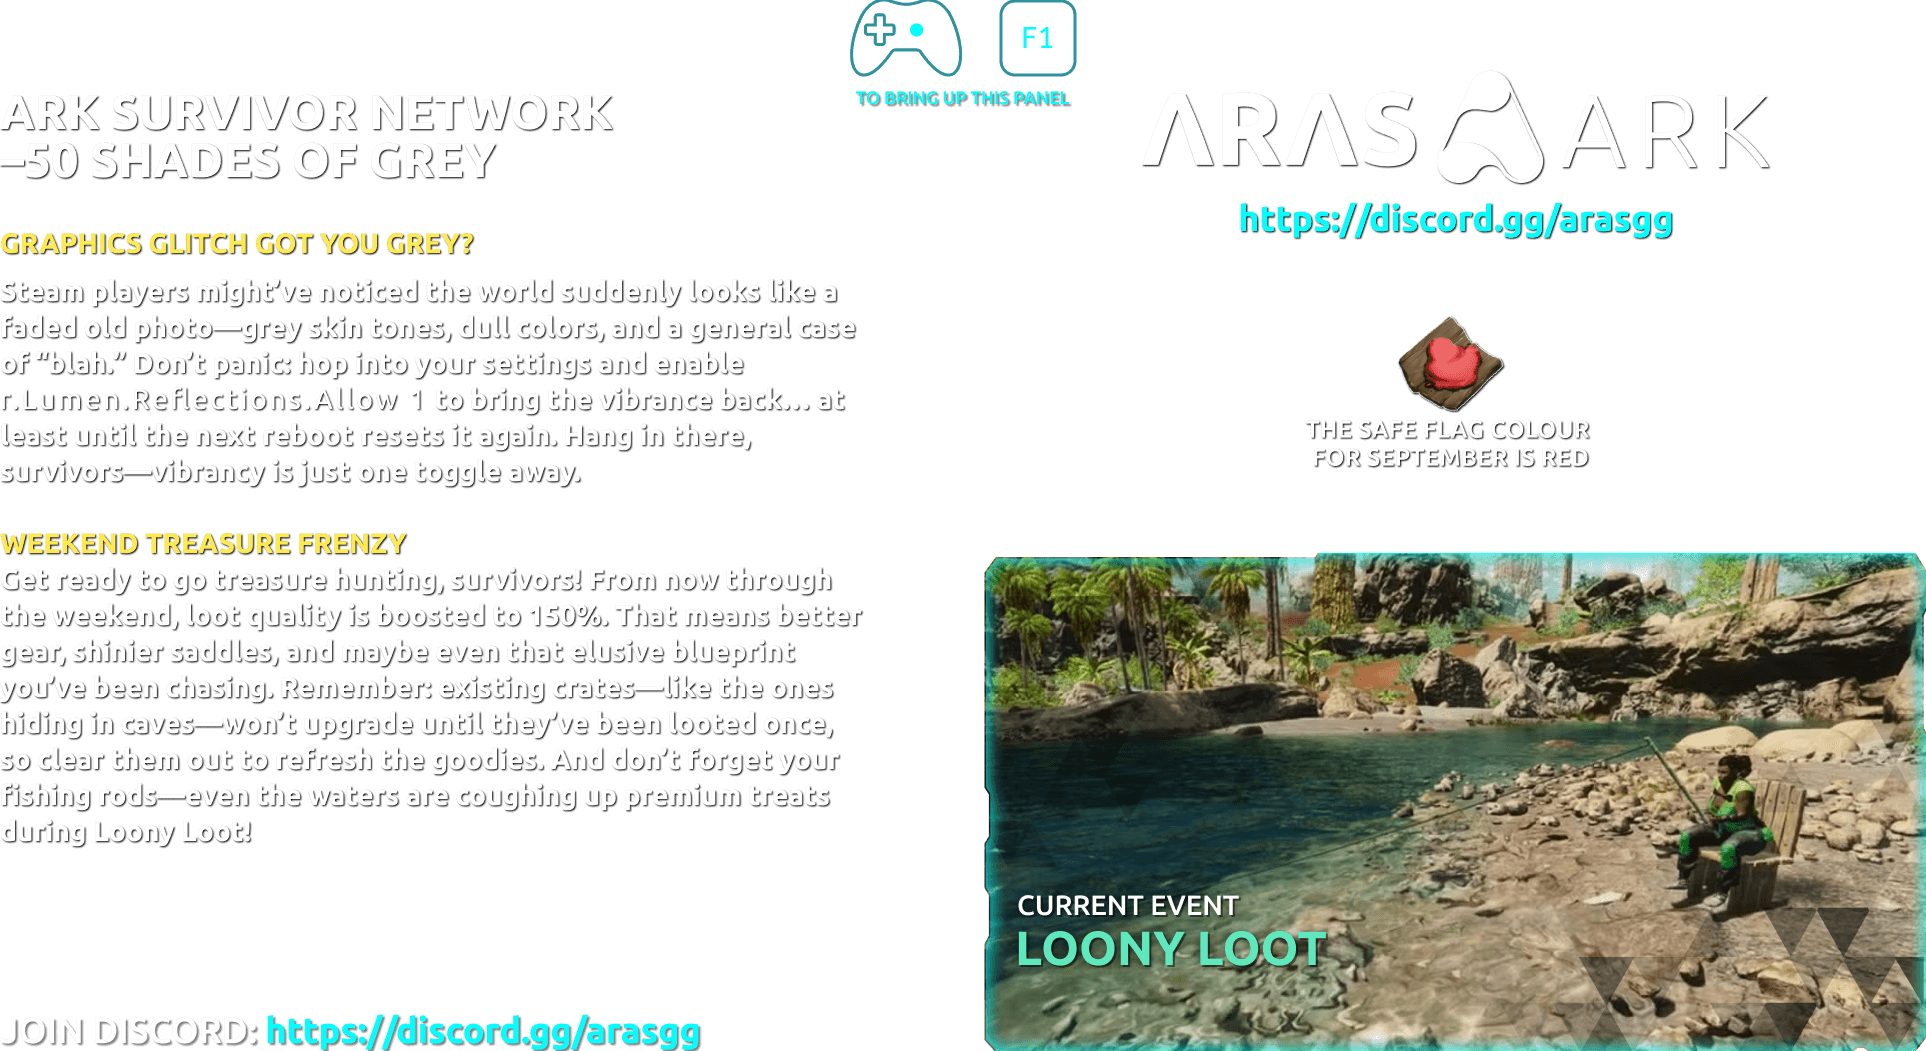 F1
TO BRING UP THIS PANEL
ARK SURVIVOR NETWORK
—50 SHADES OF GREY
GRAPHICS GLITCH GOT YOU GREY?
Steam players might’ve noticed the world suddenly looks like a
faded old photo—grey skin tones, dull colors, and a general case
of “blah.” Don’t panic: hop into your settings and enable
r.Lumen.Reflections.Allow 1 to bring the vibrance back… at
least until the next reboot resets it again. Hang in there,
survivors—vibrancy is just one toggle away.
WEEKEND TREASURE FRENZY
Get ready to go treasure hunting, survivors! From now through
the weekend, loot quality is boosted to 150%. That means better
gear, shinier saddles, and maybe even that elusive blueprint
you’ve been chasing. Remember: existing crates—like the ones
hiding in caves—won’t upgrade until they’ve been looted once,
so clear them out to refresh the goodies. And don’t forget your
fishing rods—even the waters are coughing up premium treats
during Loony Loot!
JOIN DISCORD: https://discord.gg/arasgg
ARAS ARK
https://discord.gg/arasgg
THE SAFE FLAG COLOUR
FOR SEPTEMBER IS RED
CURRENT EVENT
LOONY LOOT